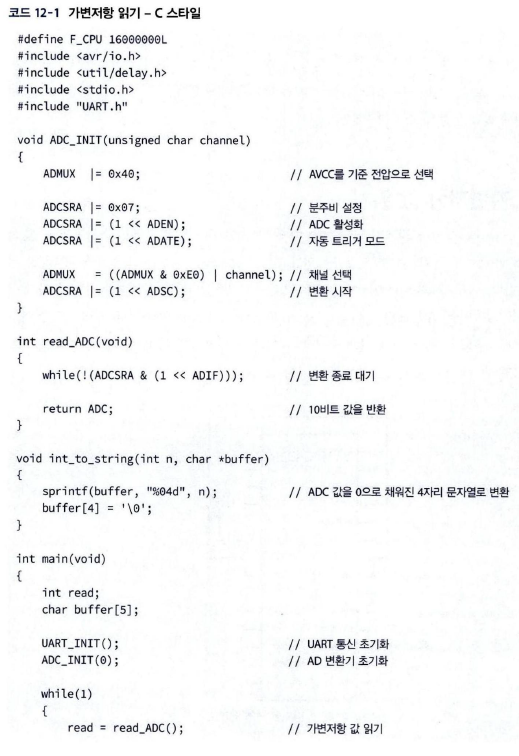 코드 12-1 가변저항 읽기 – C 스타일
#define F_CPU 16000000L
#include <avr/io.h>
#include <util/delay.h>
#include <stdio.h>
#include "UART.h"
void ADC_INIT(unsigned char channel)
{
ADMUX |= 0x40; // AVCC를 기준 전압으로 선택
ADCSRA |= 0x07; // 분주비 설정
ADCSRA |= (1 << ADEN); // ADC 활성화
ADCSRA |= (1 << ADATE); // 자동 트리거 모드
ADMUX = ((ADMUX & 0xE0) | channel); // 채널 선택
ADCSRA |= (1 << ADSC); // 변환 시작
}
int read_ADC(void)
{
while(!(ADCSRA & (1 << ADIF))); // 변환 종료 대기
return ADC; // 10비트 값을 반환
}
void int_to_string(int n, char *buffer)
{
sprintf(buffer, "%04d", n); // ADC 값을 0으로 채워진 4자리 문자열로 변환
buffer[4] = '\0';
}
int main(void)
{
int read;
char buffer[5];
UART_INIT(); // UART 통신 초기화
ADC_INIT(0); // AD 변환기 초기화
while(1)
{
read = read_ADC(); // 가변저항 값 읽기